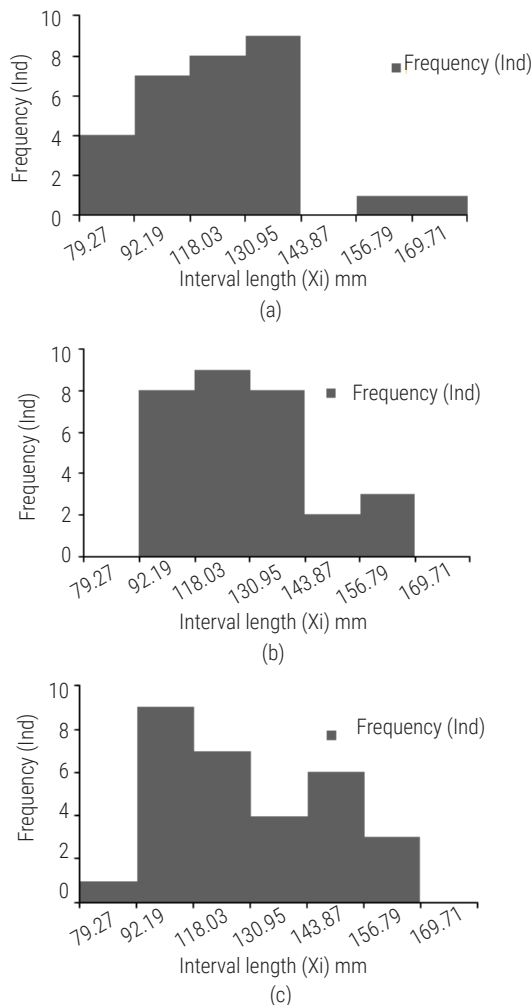 10
8
6
4
2
0
Frequency (Ind)
Frequency (Ind)
79.27 92.19 118.03 130.95 143.87 156.79 169.71
Interval length (Xi) mm
(a)
10
8
6
4
2
0
Frequency (Ind)
Frequency (Ind)
79.27 92.19 118.03 130.95 143.87 156.79 169.71
Interval length (Xi) mm
(b)
10
8
6
4
2
0
Frequency (Ind)
Frequency (Ind)
79.27 92.19 118.03 130.95 143.87 156.79 169.71
Interval length (Xi) mm
(c)